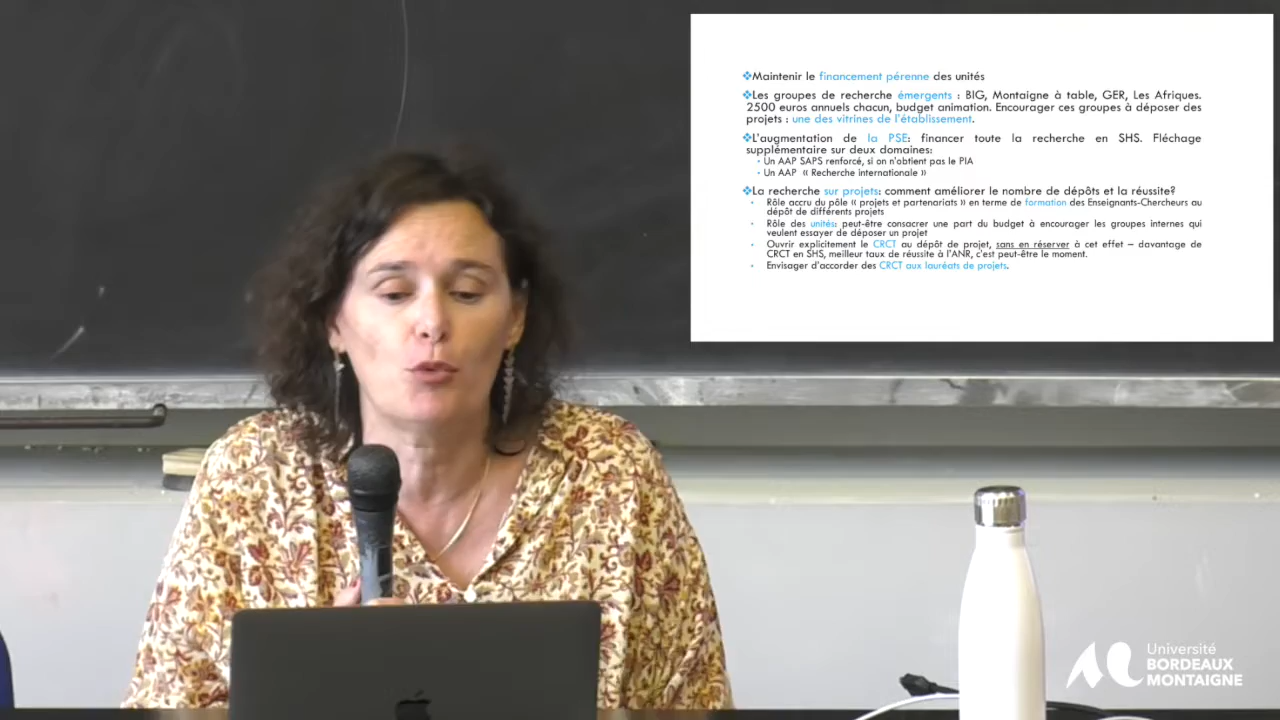 ❖Maintenir le financement pérenne des unités
❖Les groupes de recherche émergents : BIG, Montaigne à table, GER, Les Afriques.
2500 euros annuels chacun, budget animation. Encourager ces groupes à déposer des
projets : une des vitrines de l'établissement.
❖L'augmentation de la PSE: financer toute la recherche en SHS. Fléchage
supplémentaire sur deux domaines:
• Un AAP SAPS renforcé, si on n'obtient pas le PIA
• Un AAP « Recherche internationale »
❖La recherche sur projets: comment améliorer le nombre de dépôts et la réussite?
• Rôle accru du pôle « projets et partenariats » en terme de formation des Enseignants-Chercheurs au
dépôt de différents projets
• Rôle des unités: peut-être consacrer une part du budget à encourager les groupes internes qui
veulent essayer de déposer un projet
• Ouvrir explicitement le CRCT au dépôt de projet, sans en réserver à cet effet – davantage de
CRCT en SHS, meilleur taux de réussite à l'ANR, c'est peut-être le moment.
• Envisager d'accorder des CRCT aux lauréats de projets.
Université
BORDEAUX
MONTAIGNE